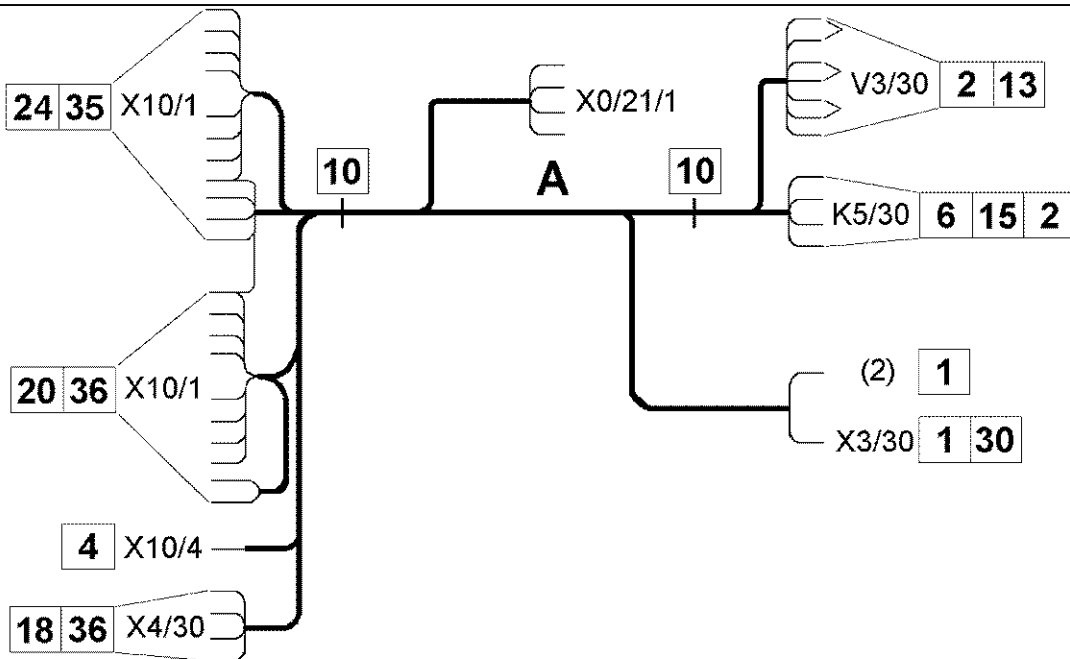 24 35 X10/1
X0/21/1
V3/30 2 13
10
A
10
K5/30 6 15 2
20 36 X10/1
(2) 1
X3/30 1 30
4 X10/4
18 36 X4/30